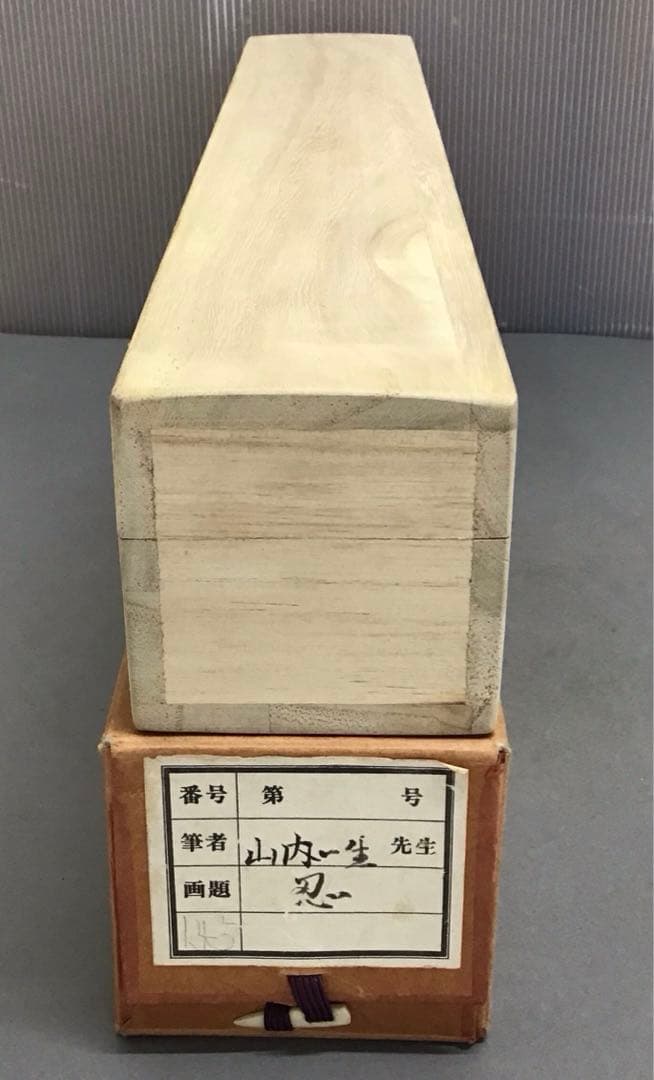 番号 第 号
筆者 山内一生 先生
画題 忍